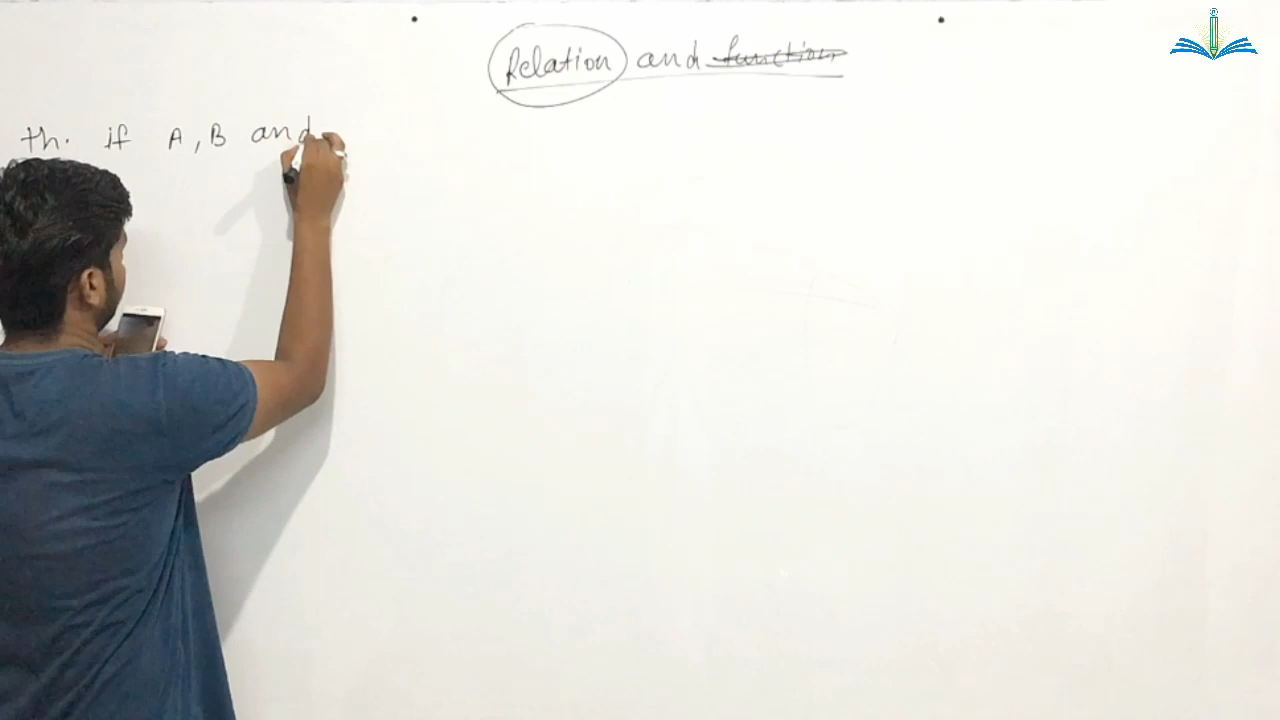 Relation and function
th. if A, B and